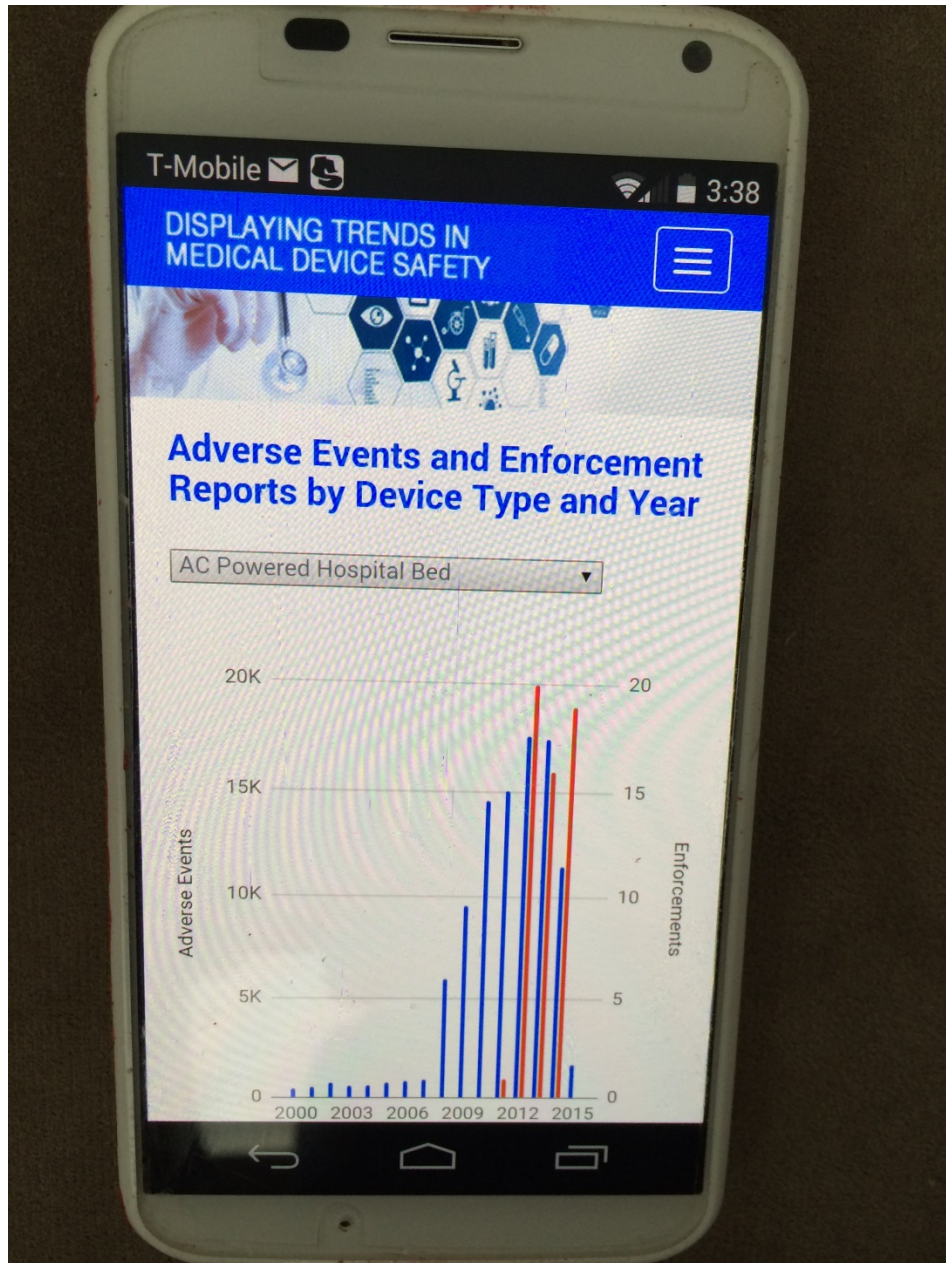 T-Mobile 3:38
DISPLAYING TRENDS IN
MEDICAL DEVICE SAFETY
Adverse Events and Enforcement
Reports by Device Type and Year
AC Powered Hospital Bed
20K 20
15K 15
Adverse Events
Enforcements
10K 10
5K 5
0 0
2000 2003 2006 2009 2012 2015